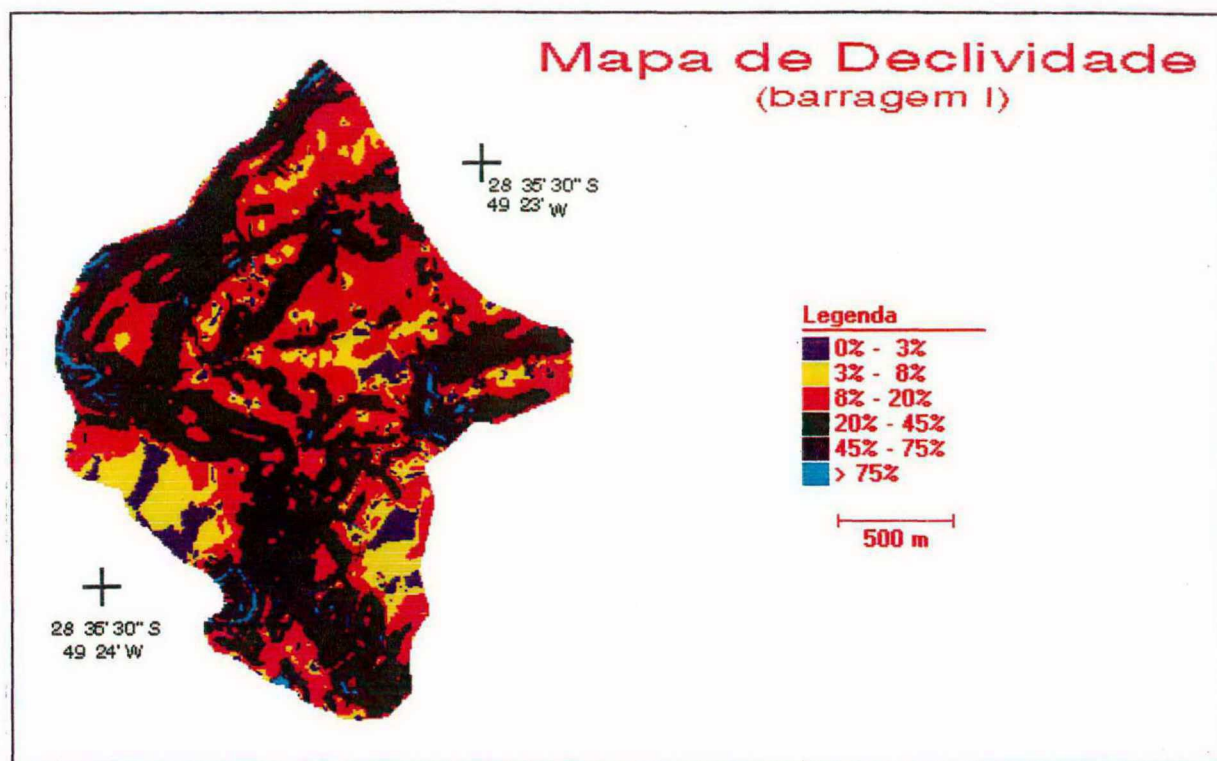 Mapa de Declividade
(barragem I)
28 35' 30" S
49 23' W
Legenda
0% - 3%
3% - 8%
8% - 20%
20% - 45%
45% - 75%
> 75%
500 m
28 36' 30" S
49 24' W